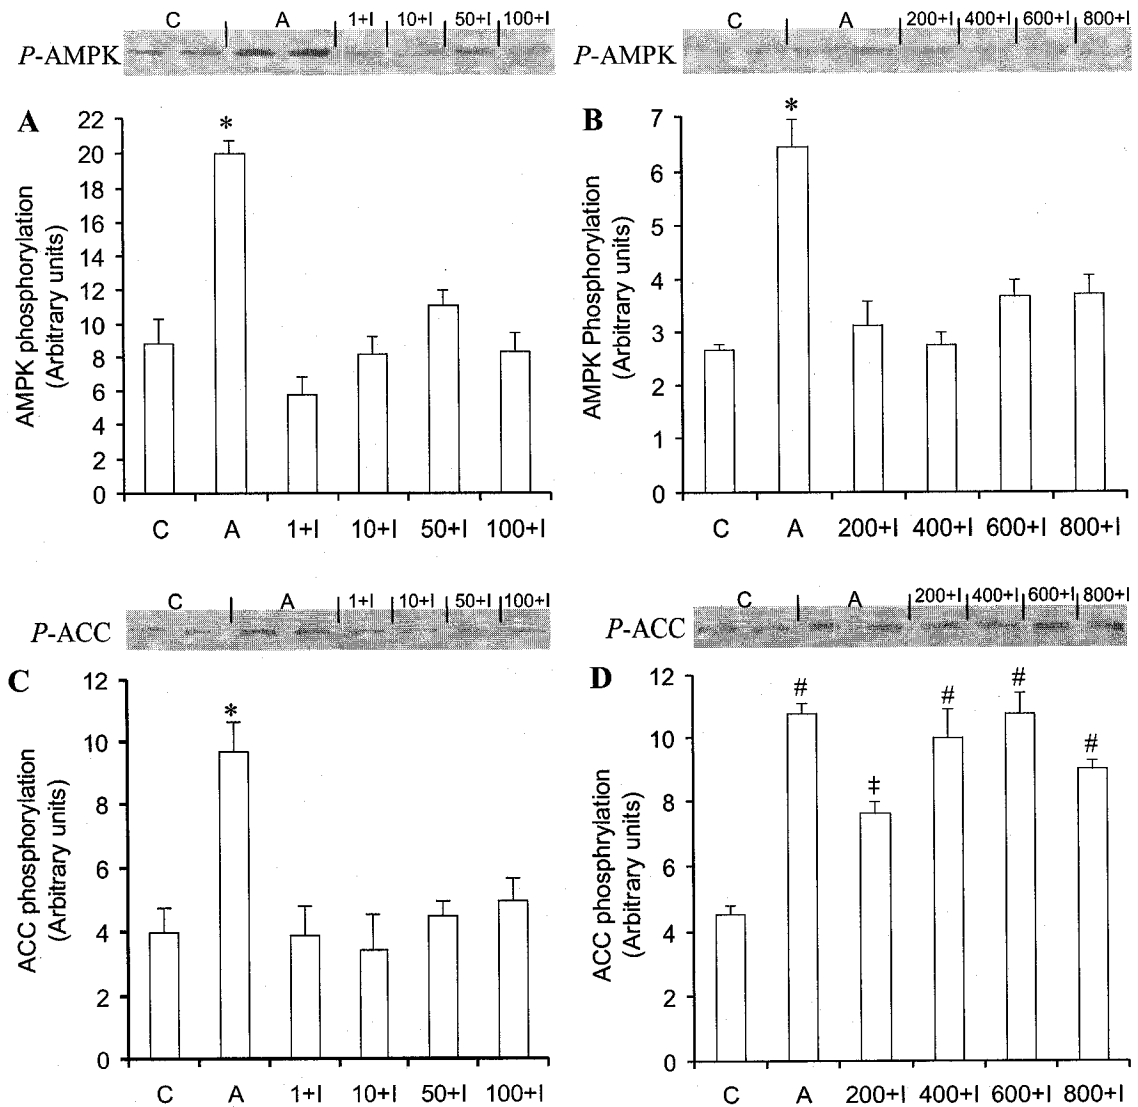 C A 1+I 10+I 50+I 100+I
P-AMPK
A
*
AMPK phosphorylation
(Arbitrary units)
22
20
18
16
14
12
10
8
6
4
2
0
C A 1+I 10+I 50+I 100+I
C A 200+I 400+I 600+I 800+I
P-AMPK
B
*
AMPK Phosphorylation
(Arbitrary units)
7
6
5
4
3
2
1
0
C A 200+I 400+I 600+I 800+I
C A 1+I 10+I 50+I 100+I
P-ACC
C
*
ACC phosphorylation
(Arbitrary units)
12
10
8
6
4
2
0
C A 1+I 10+I 50+I 100+I
C A 200+I 400+I 600+I 800+I
P-ACC
D
# ‡ # # #
ACC phosphrylation
(Arbitrary units)
12
10
8
6
4
2
0
C A 200+I 400+I 600+I 800+I